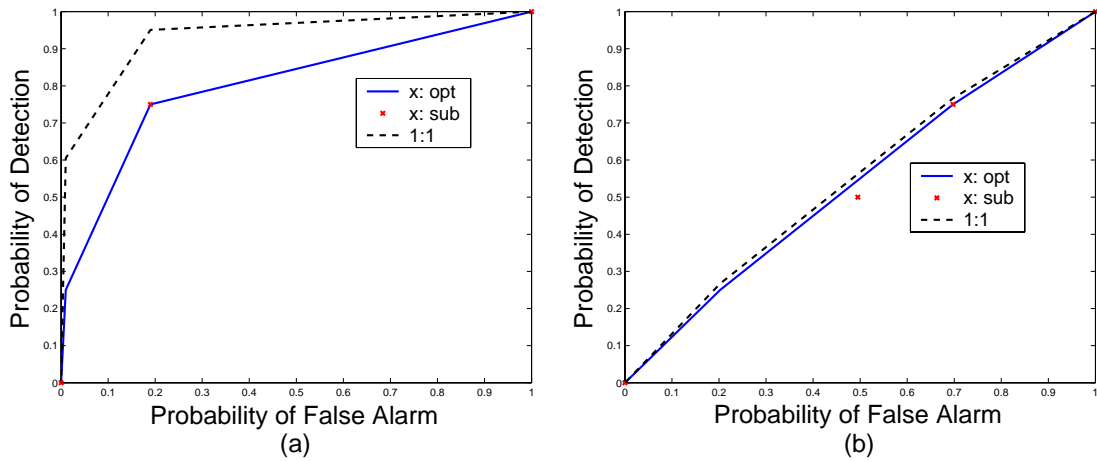 Probability of Detection
1
0.9
0.8
0.7
0.6
0.5
0.4
0.3
0.2
0.1
0
x: opt
x: sub
1:1
0 0.1 0.2 0.3 0.4 0.5 0.6 0.7 0.8 0.9 1
Probability of False Alarm
(a)
Probability of Detection
1
0.9
0.8
0.7
0.6
0.5
0.4
0.3
0.2
0.1
0
x: opt
x: sub
1:1
0 0.1 0.2 0.3 0.4 0.5 0.6 0.7 0.8 0.9 1
Probability of False Alarm
(b)